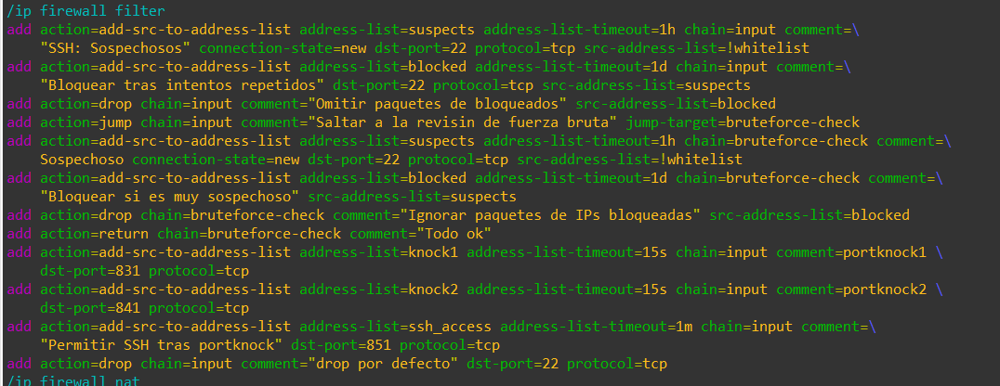 /ip firewall filter
add action=add-src-to-address-list address-list=suspects address-list-timeout=1h chain=input comment=\
"SSH: Sospechosos" connection-state=new dst-port=22 protocol=tcp src-address-list=!whitelist
add action=add-src-to-address-list address-list=blocked address-list-timeout=1d chain=input comment=\
"Bloquear tras intentos repetidos" dst-port=22 protocol=tcp src-address-list=suspects
add action=drop chain=input comment="Omitir paquetes de bloqueados" src-address-list=blocked
add action=jump chain=input comment="Saltar a la revisin de fuerza bruta" jump-target=bruteforce-check
add action=add-src-to-address-list address-list=suspects address-list-timeout=1h chain=bruteforce-check comment=\
Sospechoso connection-state=new dst-port=22 protocol=tcp src-address-list=!whitelist
add action=add-src-to-address-list address-list=blocked address-list-timeout=1d chain=bruteforce-check comment=\
"Bloquear si es muy sospechoso" src-address-list=suspects
add action=drop chain=bruteforce-check comment="Ignorar paquetes de IPs bloqueadas" src-address-list=blocked
add action=return chain=bruteforce-check comment="Todo ok"
add action=add-src-to-address-list address-list=knock1 address-list-timeout=15s chain=input comment=portknock1 \
dst-port=831 protocol=tcp
add action=add-src-to-address-list address-list=knock2 address-list-timeout=15s chain=input comment=portknock2 \
dst-port=841 protocol=tcp
add action=add-src-to-address-list address-list=ssh_access address-list-timeout=1m chain=input comment=\
"Permitir SSH tras portknock" dst-port=851 protocol=tcp
add action=drop chain=input comment="drop por defecto" dst-port=22 protocol=tcp
/ip firewall nat